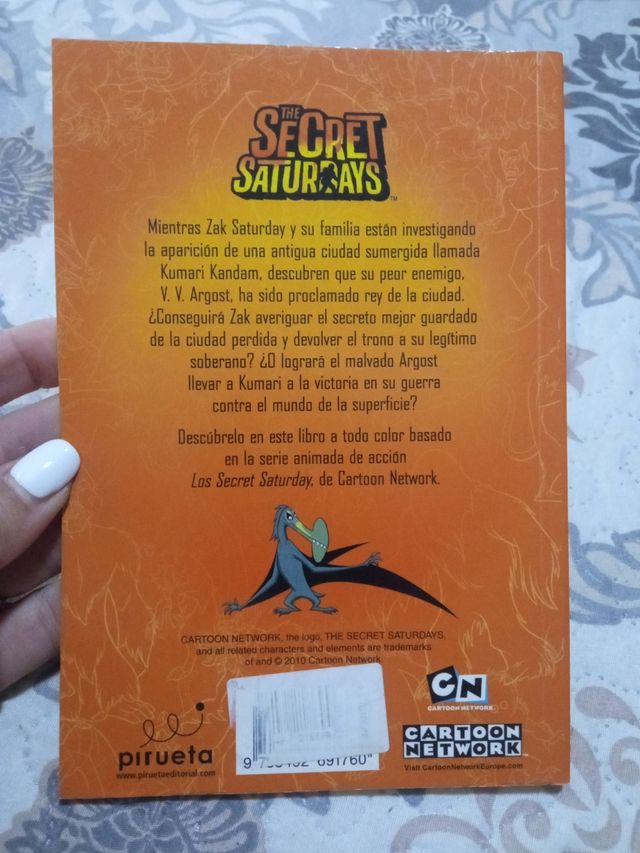 THE
SECRET
SATURDAYS™
Mientras Zak Saturday y su familia están investigando
la aparición de una antigua ciudad sumergida llamada
Kumari Kandam, descubren que su peor enemigo,
V. V. Argost, ha sido proclamado rey de la ciudad.
¿Conseguirá Zak averiguar el secreto mejor guardado
de la ciudad perdida y devolver el trono a su legítimo
soberano? ¿O logrará el malvado Argost
llevar a Kumari a la victoria en su guerra
contra el mundo de la superficie?
Descúbrelo en este libro a todo color basado
en la serie animada de acción
Los Secret Saturday, de Cartoon Network.
CARTOON NETWORK, the logo, THE SECRET SATURDAYS,
and all related characters and elements are trademarks
of and © 2010 Cartoon Network
CN
CARTOON NETWORK
pirueta
www.piruetaeditorial.com
691760
CARTOON
NETWORK
Visit CartoonNetworkEurope.com